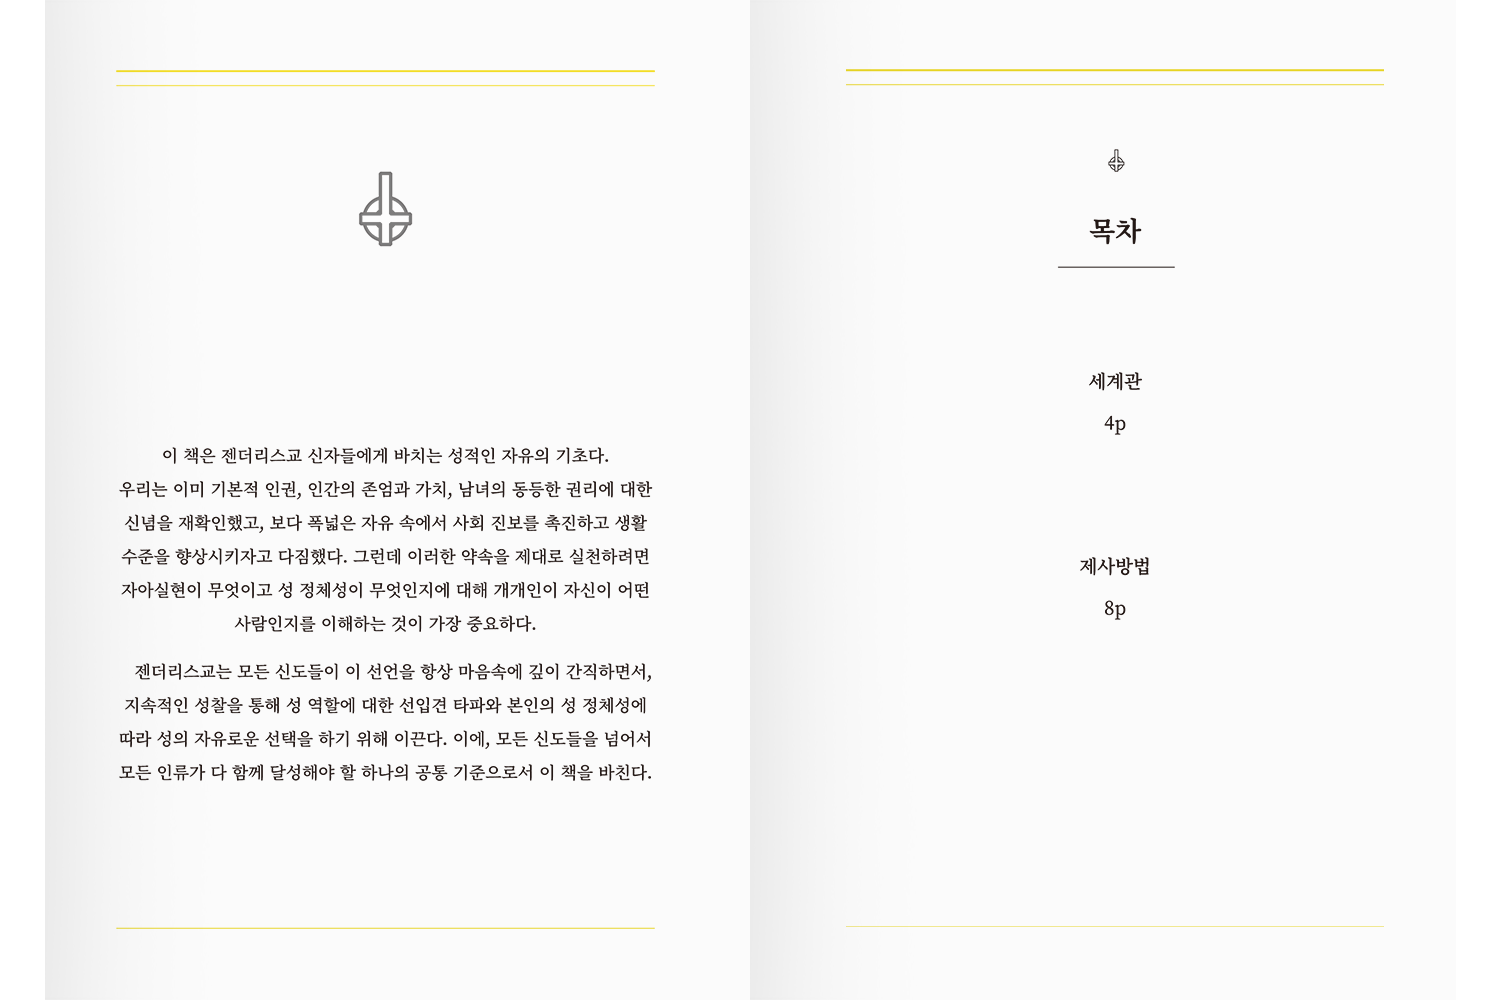 이 책은 젠더리스교 신자들에게 바치는 성적인 자유의 기초다.
우리는 이미 기본적 인권, 인간의 존엄과 가치, 남녀의 동등한 권리에 대한
신념을 재확인했고, 보다 폭넓은 자유 속에서 사회 진보를 촉진하고 생활
수준을 향상시키자고 다짐했다. 그런데 이러한 약속을 제대로 실천하려면
자아실현이 무엇이고 성 정체성이 무엇인지에 대해 개개인이 자신이 어떤
사람인지를 이해하는 것이 가장 중요하다.
젠더리스교는 모든 신도들이 이 선언을 항상 마음속에 깊이 간직하면서,
지속적인 성찰을 통해 성 역할에 대한 선입견 타파와 본인의 성 정체성에
따라 성의 자유로운 선택을 하기 위해 이끈다. 이에, 모든 신도들을 넘어서
모든 인류가 다 함께 달성해야 할 하나의 공통 기준으로서 이 책을 바친다.
목차
세계관
4p
제사방법
8p